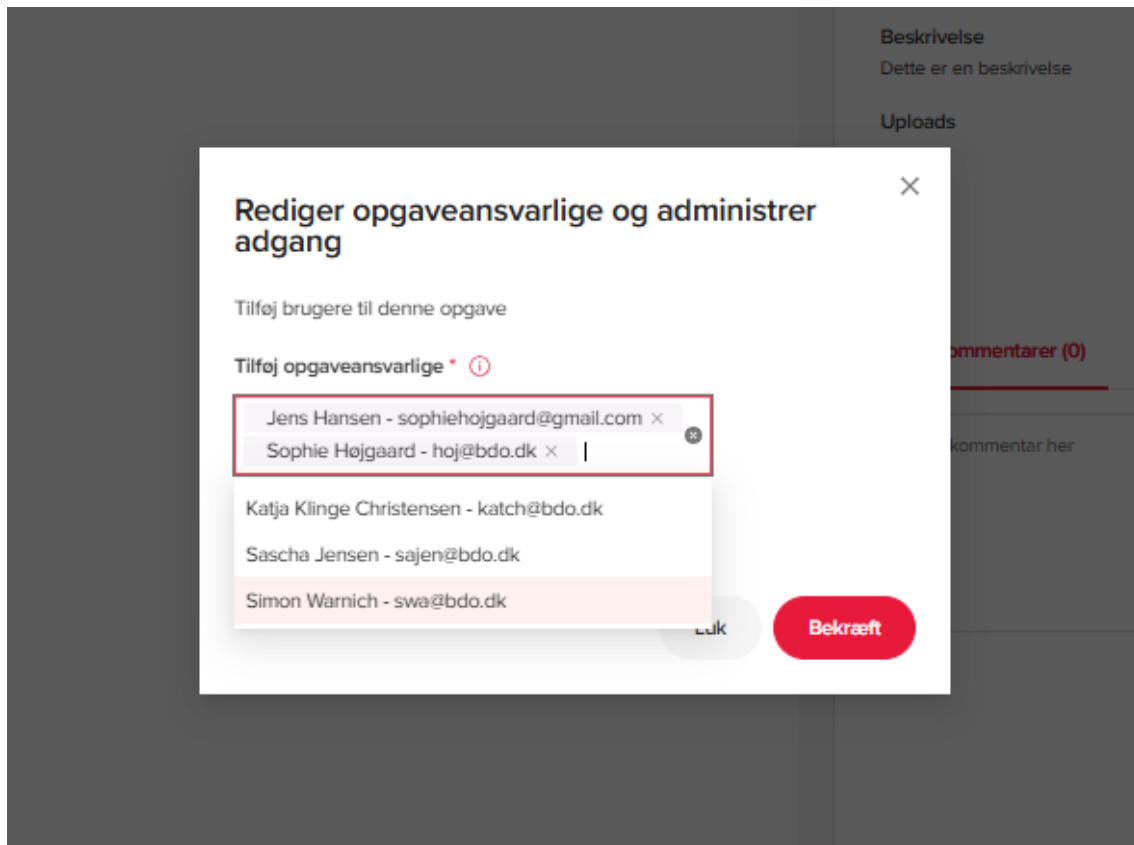 Beskrivelse
Dette er en beskrivelse
Uploads
Rediger opgaveansvarlige og administrer
adgang
Tilføj brugere til denne opgave
Tilføj opgaveansvarlige *
Jens Hansen - sophiehojgaard@gmail.com
Sophie Højgaard - hoj@bdo.dk
Katja Klinge Christensen - katch@bdo.dk
Sascha Jensen - sajen@bdo.dk
Simon Warnich - swa@bdo.dk
Bekræft
(0)
kommentar her